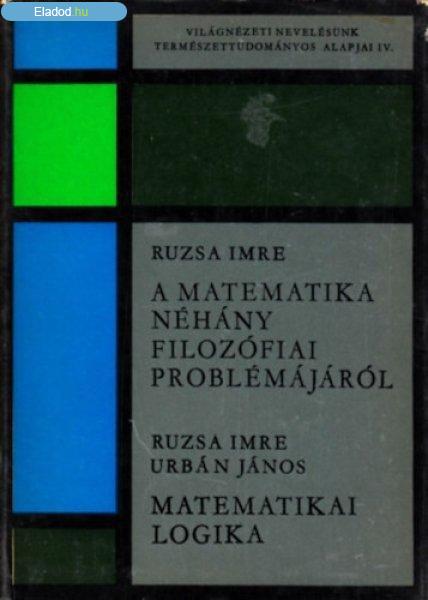 Eladod.hu
VILÁGNÉZETI NEVELÉSÜNK
TERMÉSZETTUDOMÁNYOS ALAPJAI IV.
RUZSA IMRE
A MATEMATIKA
NÉHÁNY
FILOZÓFIAI
PROBLÉMÁJÁRÓL
RUZSA IMRE
URBÁN JÁNOS
MATEMATIKAI
LOGIKA